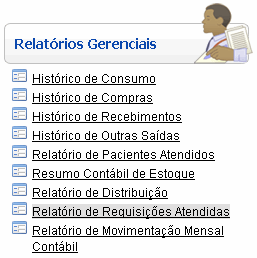 Relatórios Gerenciais
Histórico de Consumo
Histórico de Compras
Histórico de Recebimentos
Histórico de Outras Saídas
Relatório de Pacientes Atendidos
Resumo Contábil de Estoque
Relatório de Distribuição
Relatório de Requisições Atendidas
Relatório de Movimentação Mensal
Contábil